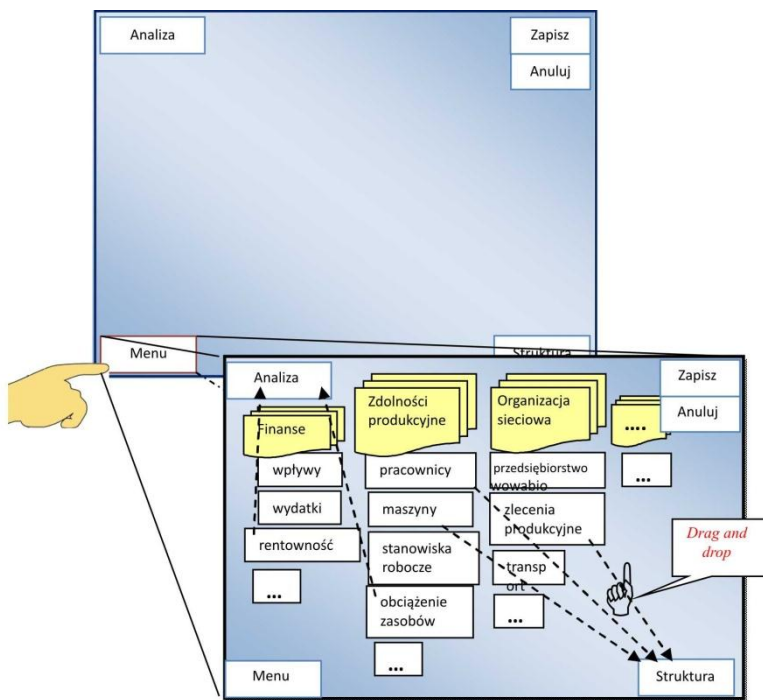 Analiza
Zapisz
Anuluj
Menu
Struktura
Analiza
Zapisz
Anuluj
Finanse
Zdolności
produkcyjne
Organizacja
sieciowa
....
wpływy
wydatki
rentowność
...
pracownicy
maszyny
stanowiska
robocze
obciążenie
zasobów
...
przedsiębiorstwo
wowabio
zlecenia
produkcyjne
transp
ort
...
...
Drag and
drop
Menu
Struktura